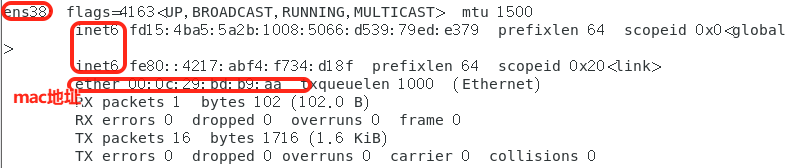 ens38: flags=4163<UP,BROADCAST,RUNNING,MULTICAST>  mtu 1500
inet6 fd15:4ba5:5a2b:1008:5066:d539:79ed:e379  prefixlen 64  scopeid 0x0<global
>
inet6 fe80::4217:abf4:f734:d18f  prefixlen 64  scopeid 0x20<link>
ether 00:0c:29:bd:b9:aa  txqueuelen 1000  (Ethernet)
mac地址
RX packets 1  bytes 102 (102.0 B)
RX errors 0  dropped 0  overruns 0  frame 0
TX packets 16  bytes 1716 (1.6 KiB)
TX errors 0  dropped 0 overruns 0  carrier 0  collisions 0